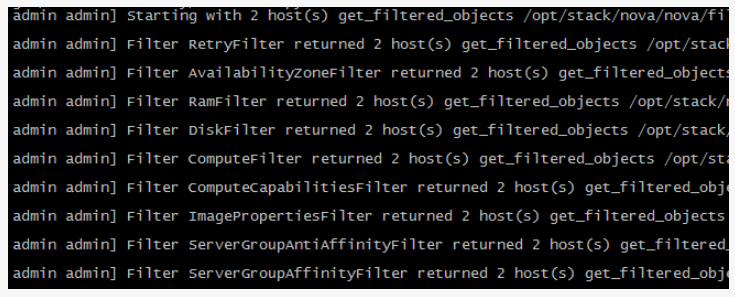 admin admin] Starting with 2 host(s) get_filtered_objects /opt/stack/nova/nova/fi
admin admin] Filter RetryFilter returned 2 host(s) get_filtered_objects /opt/stac
admin admin] Filter AvailabilityZoneFilter returned 2 host(s) get_filtered_objects
admin admin] Filter RamFilter returned 2 host(s) get_filtered_objects /opt/stack/
admin admin] Filter DiskFilter returned 2 host(s) get_filtered_objects /opt/stack/
admin admin] Filter ComputeFilter returned 2 host(s) get_filtered_objects /opt/sta
admin admin] Filter ComputeCapabilitiesFilter returned 2 host(s) get_filtered_obje
admin admin] Filter ImagePropertiesFilter returned 2 host(s) get_filtered_objects
admin admin] Filter ServerGroupAntiAffinityFilter returned 2 host(s) get_filtered_
admin admin] Filter ServerGroupAffinityFilter returned 2 host(s) get_filtered_obje